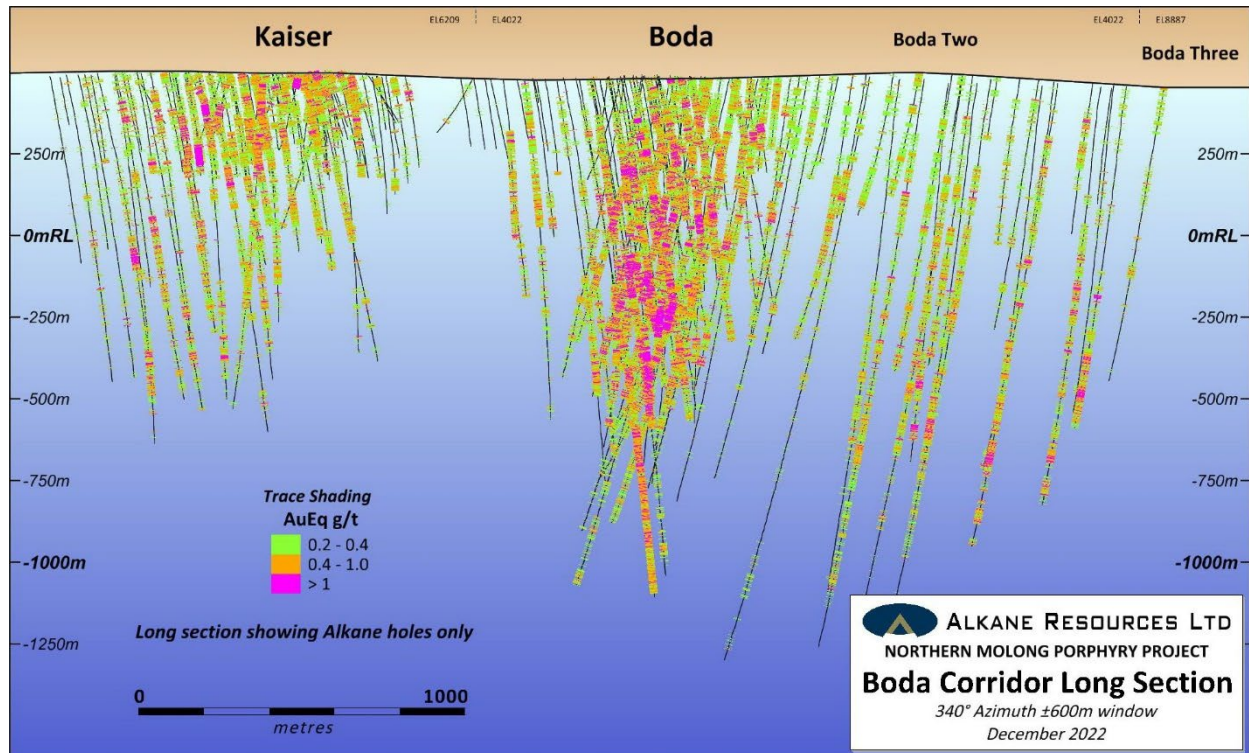 EL6209 EL4022
EL4022 EL8887
Kaiser
Boda
Boda Two
Boda Three
250m 250m
0mRL 0mRL
-250m -250m
-500m -500m
-750m -750m
-1000m -1000m
-1250m
Trace Shading
AuEq g/t
0.2 - 0.4
0.4 - 1.0
> 1
Long section showing Alkane holes only
0 1000
metres
ALKANE RESOURCES LTD
NORTHERN MOLONG PORPHYRY PROJECT
Boda Corridor Long Section
340° Azimuth ±600m window
December 2022